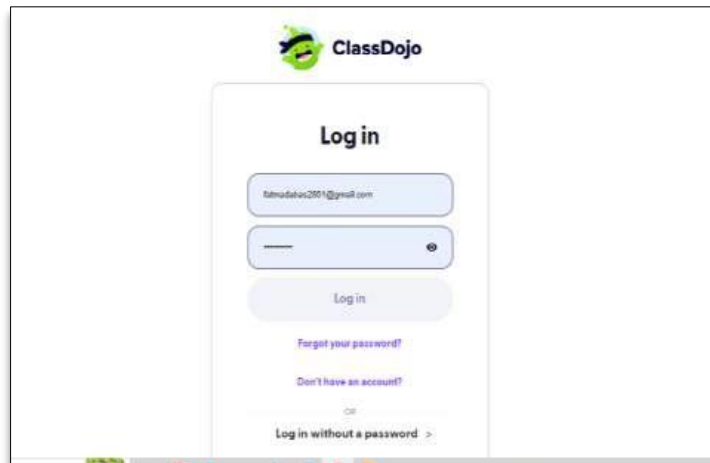 ClassDojo
Log in
Log in
Forgot your password?
Don't have an account?
OR
Log in without a password >